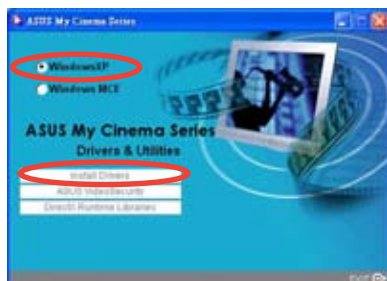 ASUS My Cinema Series
WindowsXP
Windows MCE
ASUS My Cinema Series
Drivers & Utilities
Install Drivers
ASUS VideoSecurity
DirectX Runtime Libraries
EXIT